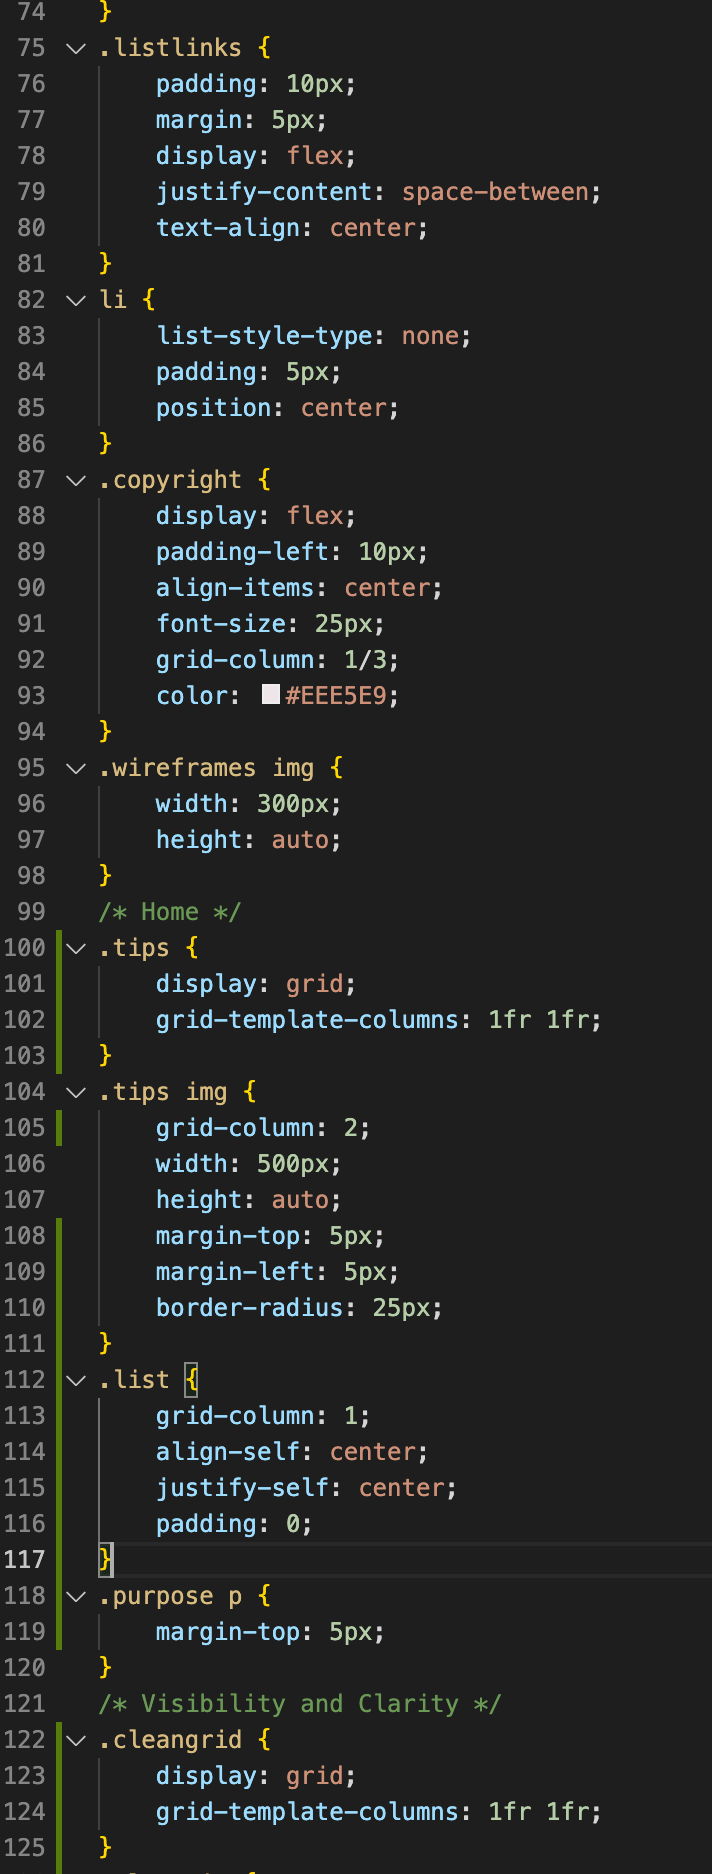 74 }
75 .listlinks {
76 padding: 10px;
77 margin: 5px;
78 display: flex;
79 justify-content: space-between;
80 text-align: center;
81 }
82 li {
83 list-style-type: none;
84 padding: 5px;
85 position: center;
86 }
87 .copyright {
88 display: flex;
89 padding-left: 10px;
90 align-items: center;
91 font-size: 25px;
92 grid-column: 1/3;
93 color: #EEE5E9;
94 }
95 .wireframes img {
96 width: 300px;
97 height: auto;
98 }
99 /* Home */
100 .tips {
101 display: grid;
102 grid-template-columns: 1fr 1fr;
103 }
104 .tips img {
105 grid-column: 2;
106 width: 500px;
107 height: auto;
108 margin-top: 5px;
109 margin-left: 5px;
110 border-radius: 25px;
111 }
112 .list {
113 grid-column: 1;
114 align-self: center;
115 justify-self: center;
116 padding: 0;
117 }
118 .purpose p {
119 margin-top: 5px;
120 }
121 /* Visibility and Clarity */
122 .cleangrid {
123 display: grid;
124 grid-template-columns: 1fr 1fr;
125 }